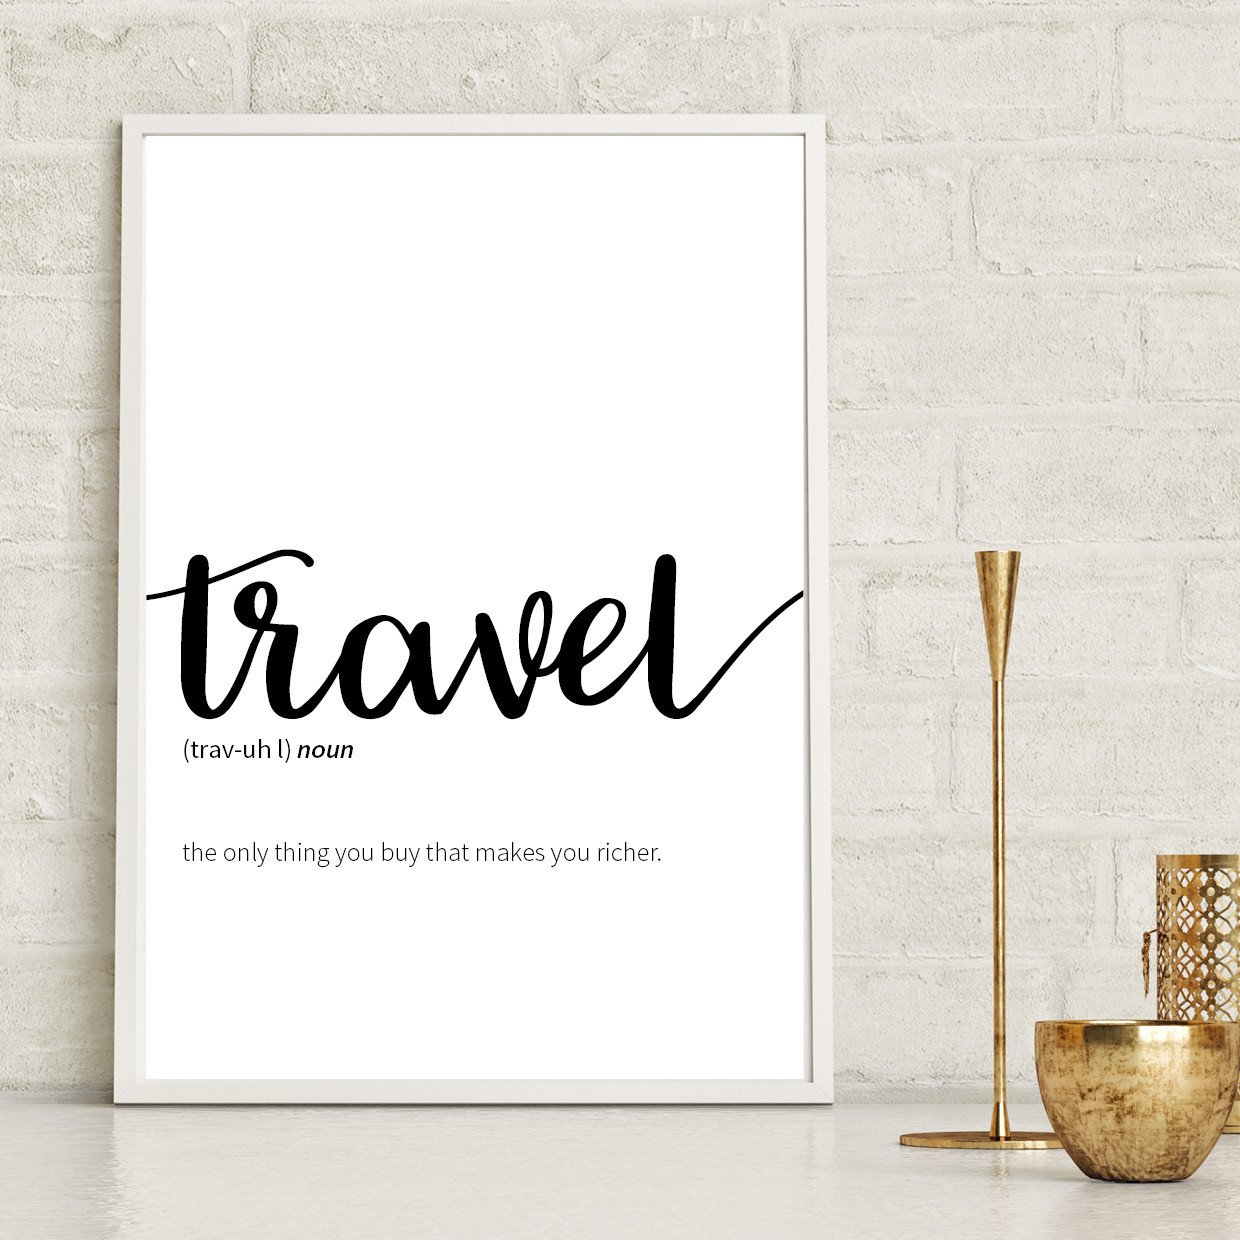 travel
(trav-uh l) noun
the only thing you buy that makes you richer.